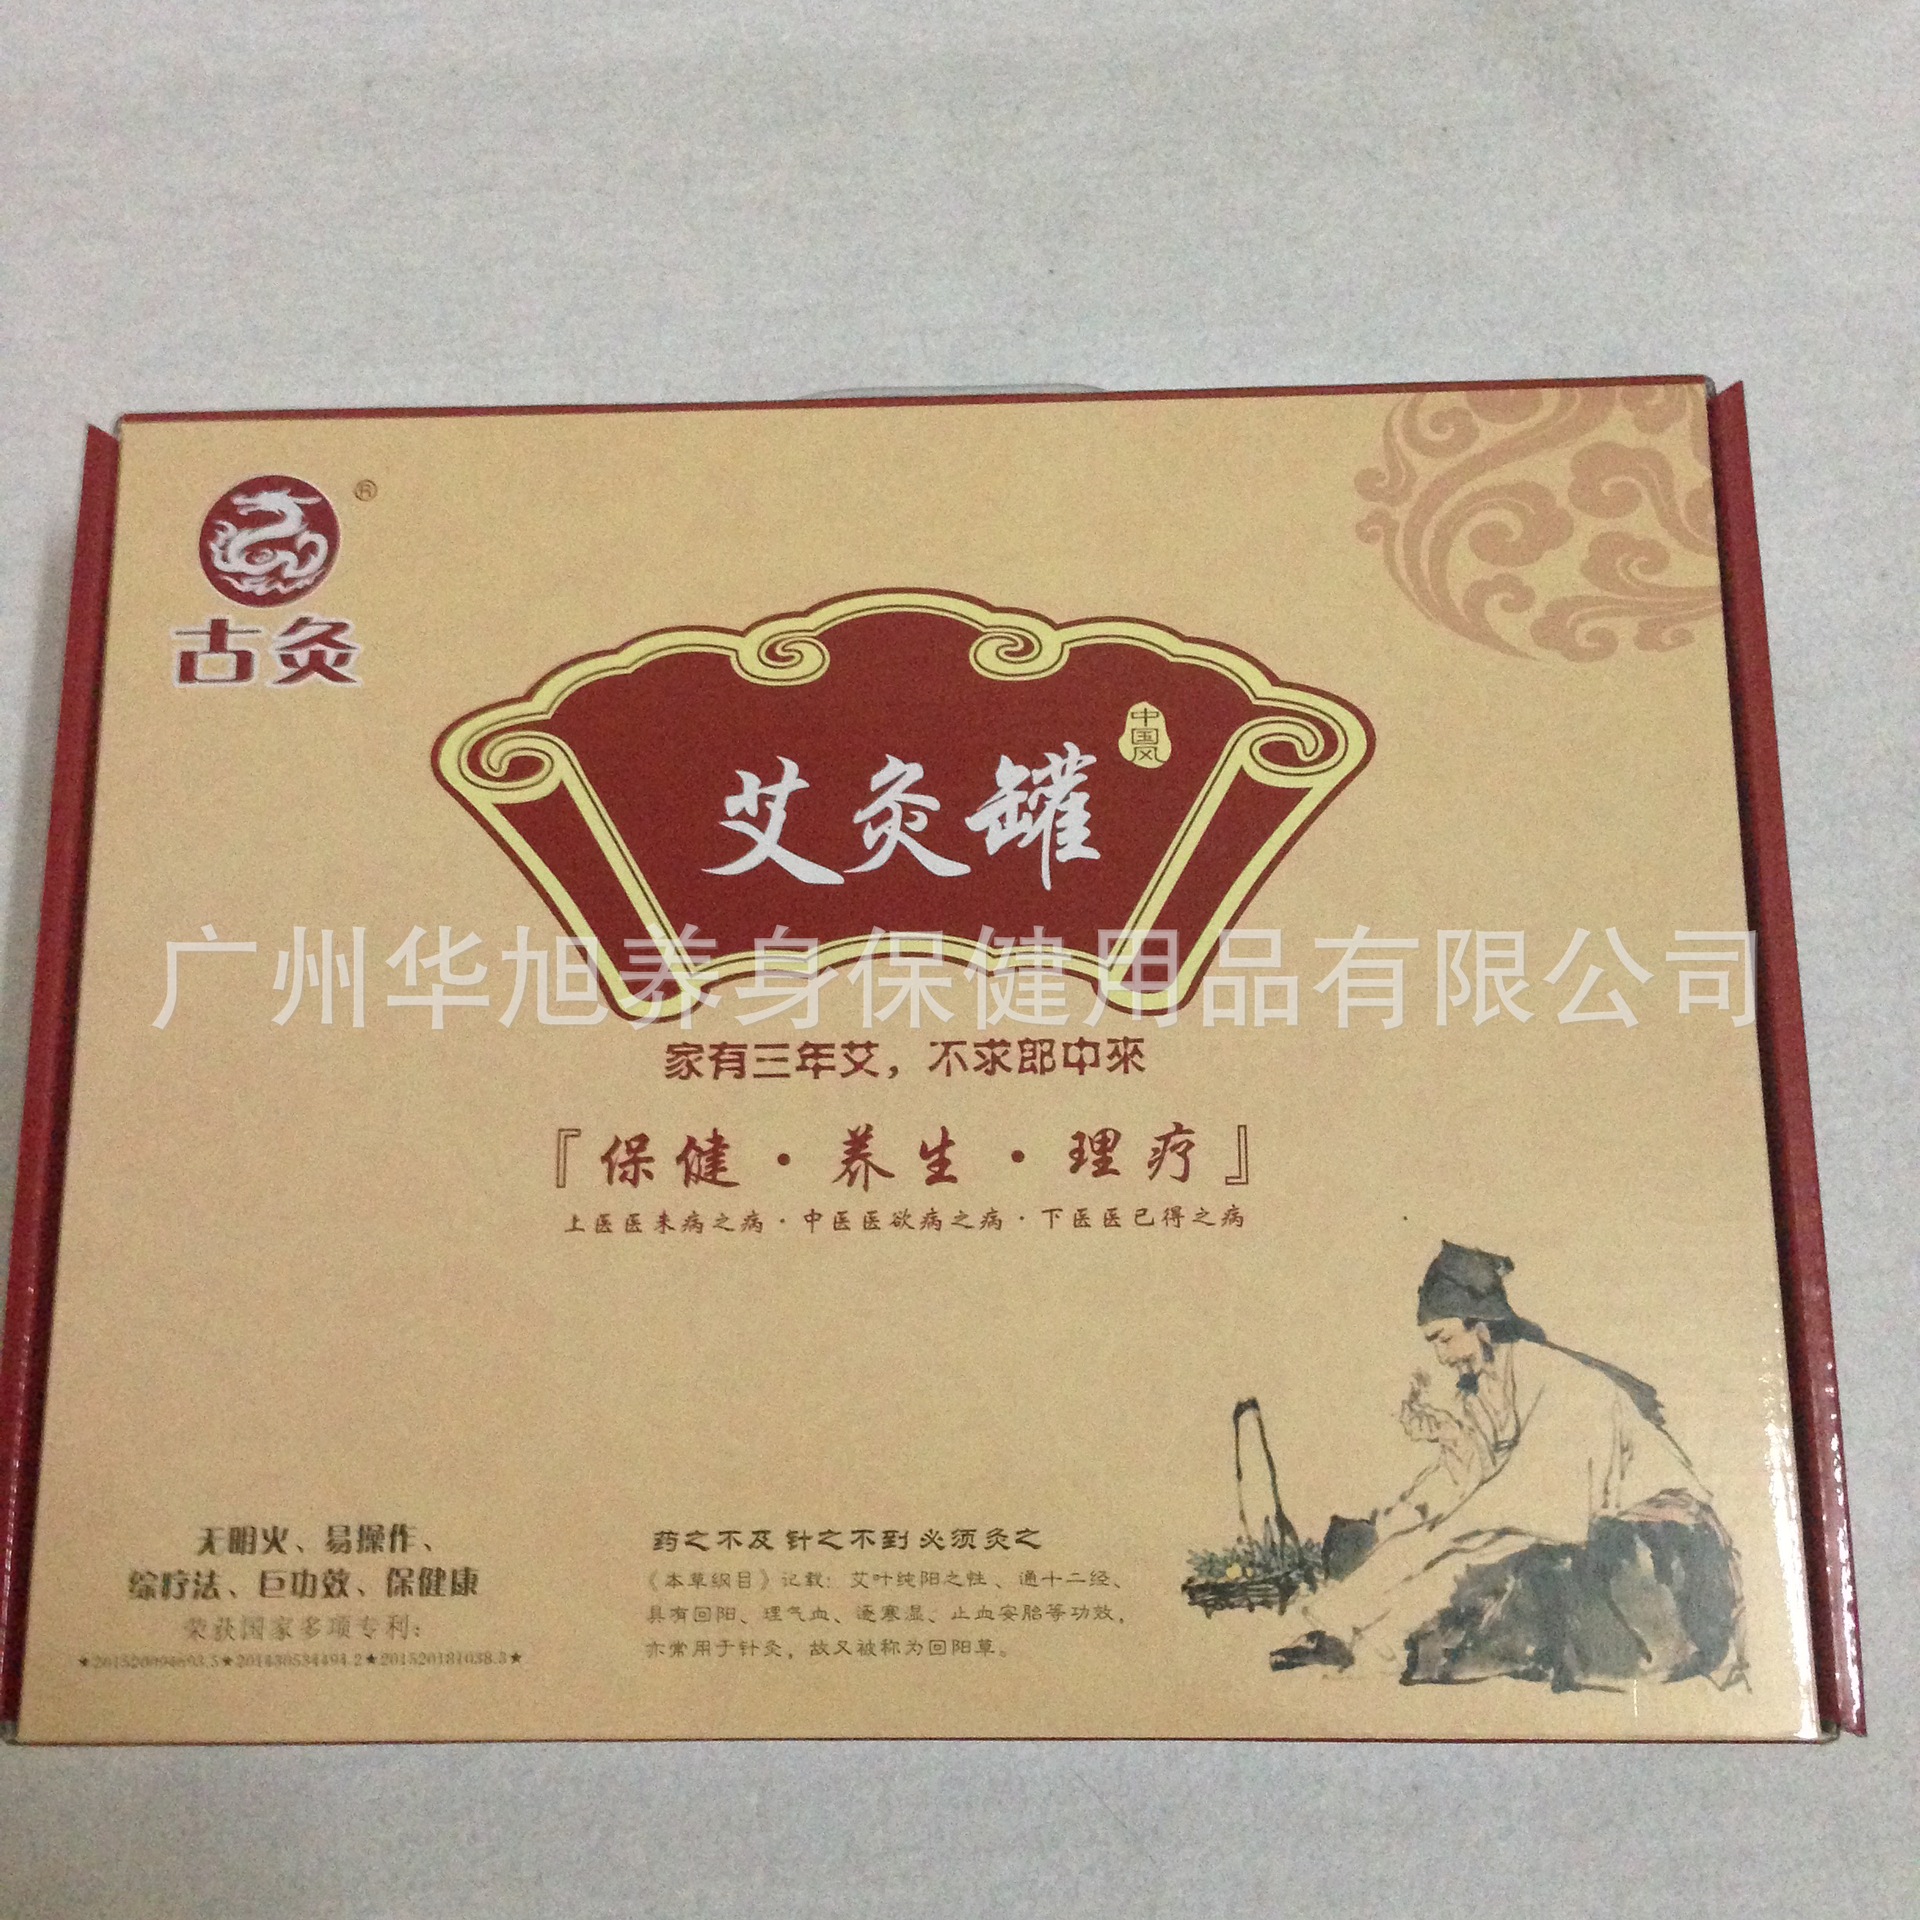 ®
古灸
中国风
艾灸罐
广州华旭养身保健用品有限公司
家有三年艾，不求郎中來
『保健·养生·理疗』
上医医未病之病·中医医欲病之病·下医医已得之病
无明火、易操作、
综疗法、巨功效、保健康
荣获国家多项专利：
★201520094693.5★201430534494.2★201520181038.3★
药之不及 针之不到 必须灸之
《本草纲目》记载：艾叶纯阳之性、通十二经、
具有回阳、理气血、逐寒湿、止血安胎等功效，
亦常用于针灸，故又被称为回阳草。